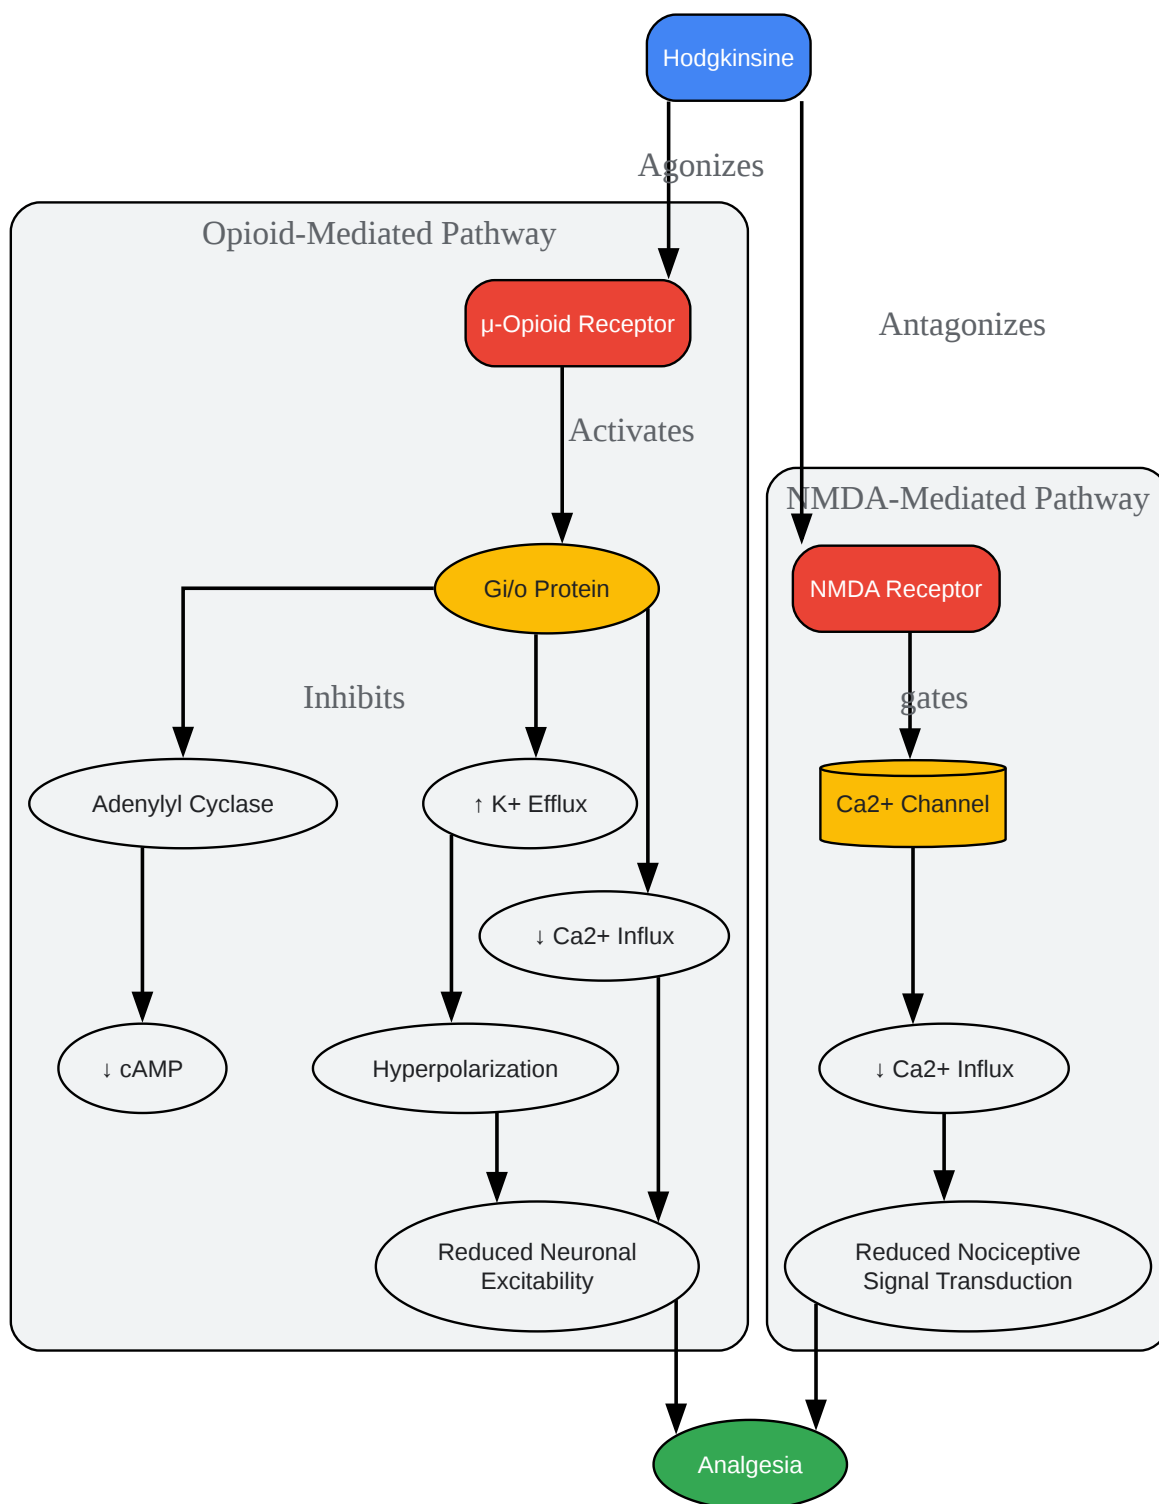 Hodgkinsine
Agonizes
Opioid-Mediated Pathway
μ-Opioid Receptor
Antagonizes
Activates
NMDA-Mediated Pathway
Gi/o Protein
NMDA Receptor
Inhibits
gates
Adenylyl Cyclase
↑ K+ Efflux
Ca2+ Channel
↓ Ca2+ Influx
↓ cAMP
Hyperpolarization
↓ Ca2+ Influx
Reduced Neuronal
Excitability
Reduced Nociceptive
Signal Transduction
Analgesia